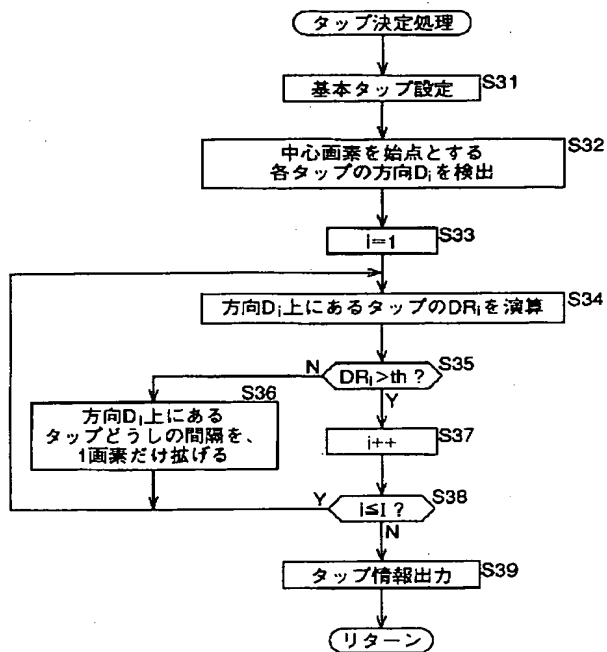 タップ決定処理
基本タップ設定
S31
S32
中心画素を始点とする
各タップの方向Diを検出
i=1
S33
S34
方向Di上にあるタップのDRiを演算
S35
N
DRi>th ?
S36
Y
方向Di上にある
タップどうしの間隔を、
1画素だけ拡げる
S37
i++
Y
S38
i≦I ?
N
タップ情報出力
S39
リターン